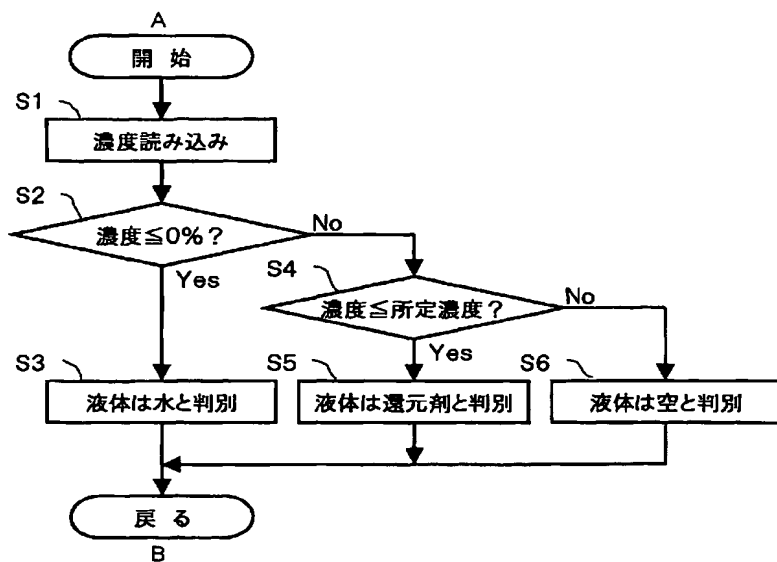 A
開 始
S1
濃度読み込み
S2
濃度≦0%?
No
Yes
S4
濃度≦所定濃度?
No
Yes
S3
液体は水と判別
S5
液体は還元剤と判別
S6
液体は空と判別
戻 る
B